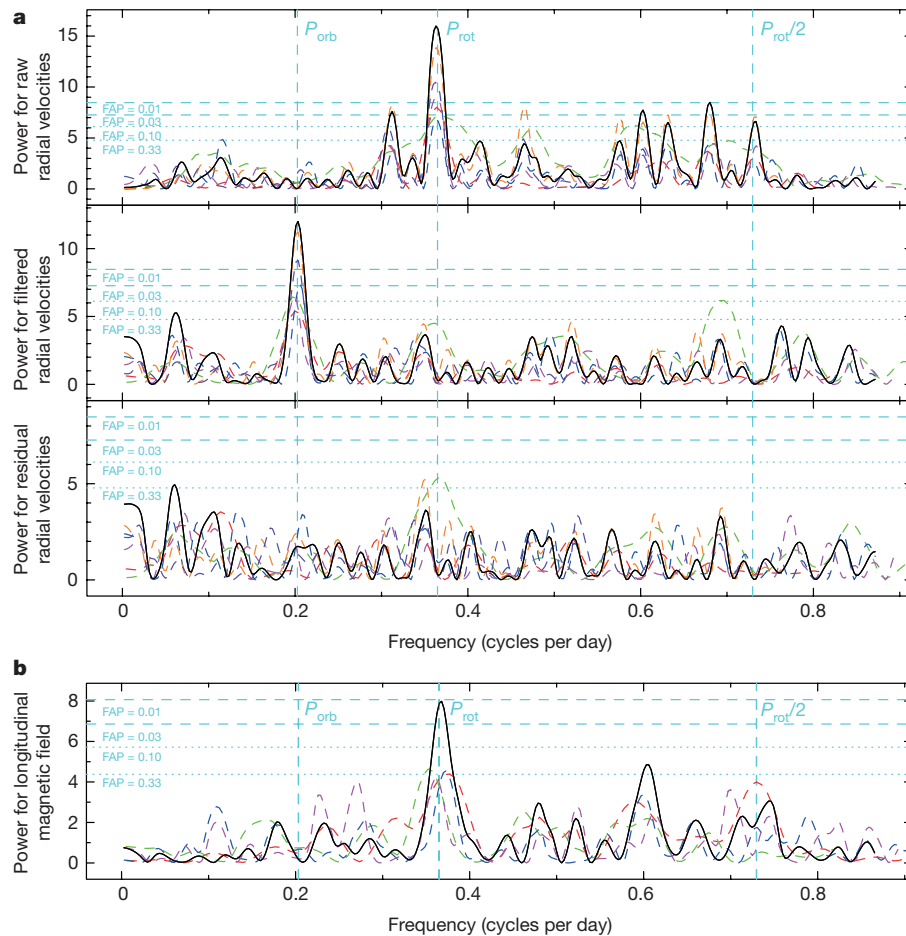 a
P_orb P_rot P_rot/2
15
10
5
0
FAP = 0.01
FAP = 0.03
FAP = 0.10
FAP = 0.33
Power for raw
radial velocities
10
5
0
FAP = 0.01
FAP = 0.03
FAP = 0.10
FAP = 0.33
Power for filtered
radial velocities
5
0
FAP = 0.01
FAP = 0.03
FAP = 0.10
FAP = 0.33
Power for residual
radial velocities
0 0.2 0.4 0.6 0.8
Frequency (cycles per day)
b
P_orb P_rot P_rot/2
8
6
4
2
0
FAP = 0.01
FAP = 0.03
FAP = 0.10
FAP = 0.33
Power for longitudinal
magnetic field
0 0.2 0.4 0.6 0.8
Frequency (cycles per day)